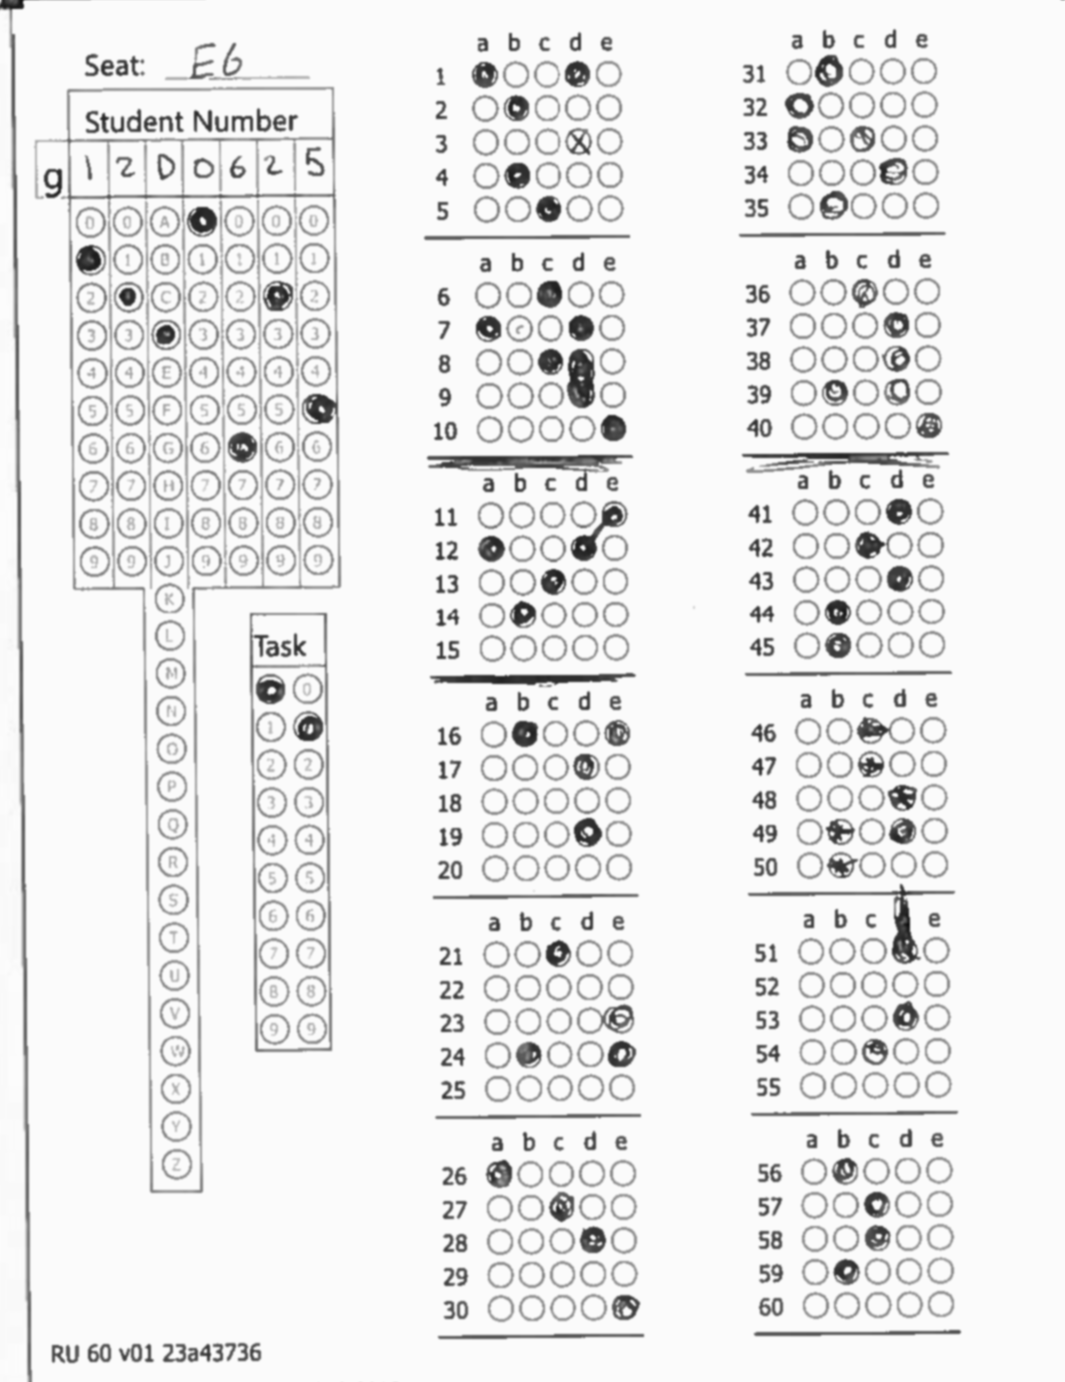 Seat: E6
Student Number
g 1 2 D 0 6 2 5
0 0 A 0 0 0 0
1 1 B 1 1 1 1
2 2 C 2 2 2 2
3 3 D 3 3 3 3
4 4 E 4 4 4 4
5 5 F 5 5 5 5
6 6 G 6 6 6 6
7 7 H 7 7 7 7
8 8 I 8 8 8 8
9 9 J 9 9 9 9
K
L
M
N
O
P
Q
R
S
T
U
V
W
X
Y
Z
Task
0
1
2 2
3 3
4 4
5 5
6 6
7 7
8 8
9 9
RU 60 v01 23a43736
a b c d e
1
2
3
4
5
a b c d e
6
7
8
9
10
a b c d e
11
12
13
14
15
a b c d e
16
17
18
19
20
a b c d e
21
22
23
24
25
a b c d e
26
27
28
29
30
a b c d e
31
32
33
34
35
a b c d e
36
37
38
39
40
a b c d e
41
42
43
44
45
a b c d e
46
47
48
49
50
a b c e
51
52
53
54
55
a b c d e
56
57
58
59
60